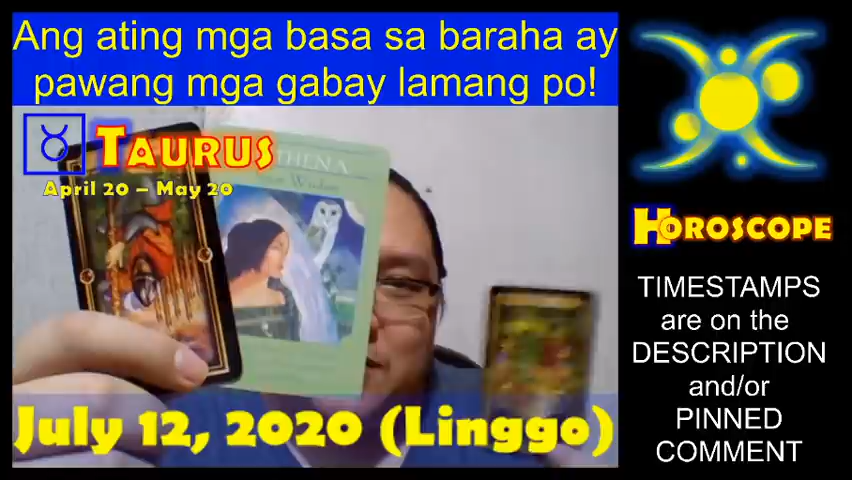 Ang ating mga basa sa baraha ay
pawang mga gabay lamang po!
TAURUS
April 20 – May 20
HOROSCOPE
TIMESTAMPS
are on the
DESCRIPTION
and/or
PINNED
COMMENT
July 12, 2020 (Linggo)